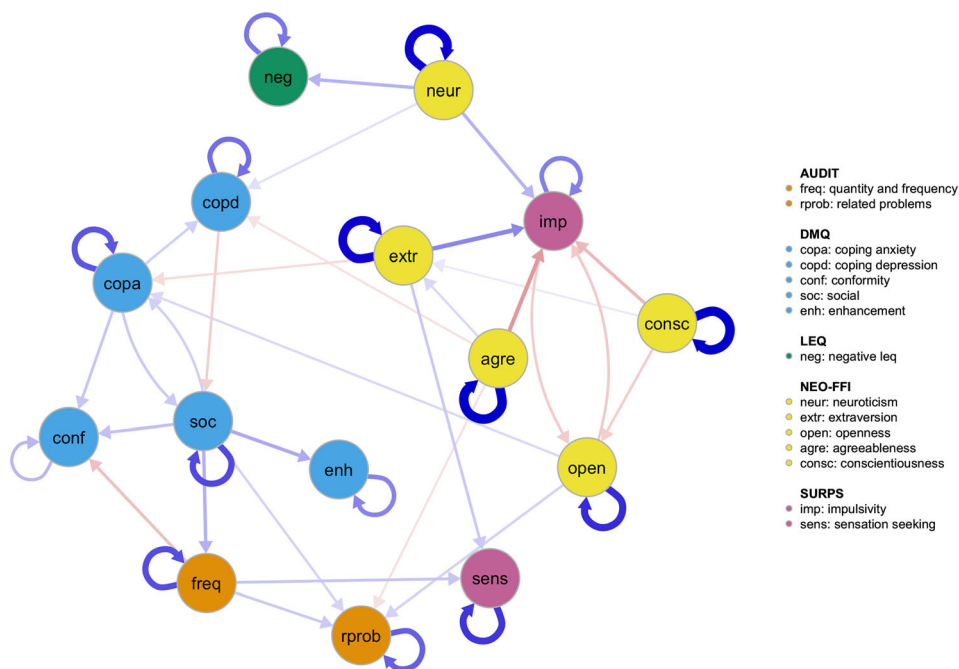 neg
neur
copd
imp
extr
copa
consc
agre
soc
conf
enh
open
sens
freq
rprob
AUDIT
freq: quantity and frequency
rprob: related problems
DMQ
copa: coping anxiety
copd: coping depression
conf: conformity
soc: social
enh: enhancement
LEQ
neg: negative leq
NEO-FFI
neur: neuroticism
extr: extraversion
open: openness
agre: agreeableness
consc: conscientiousness
SURPS
imp: impulsivity
sens: sensation seeking